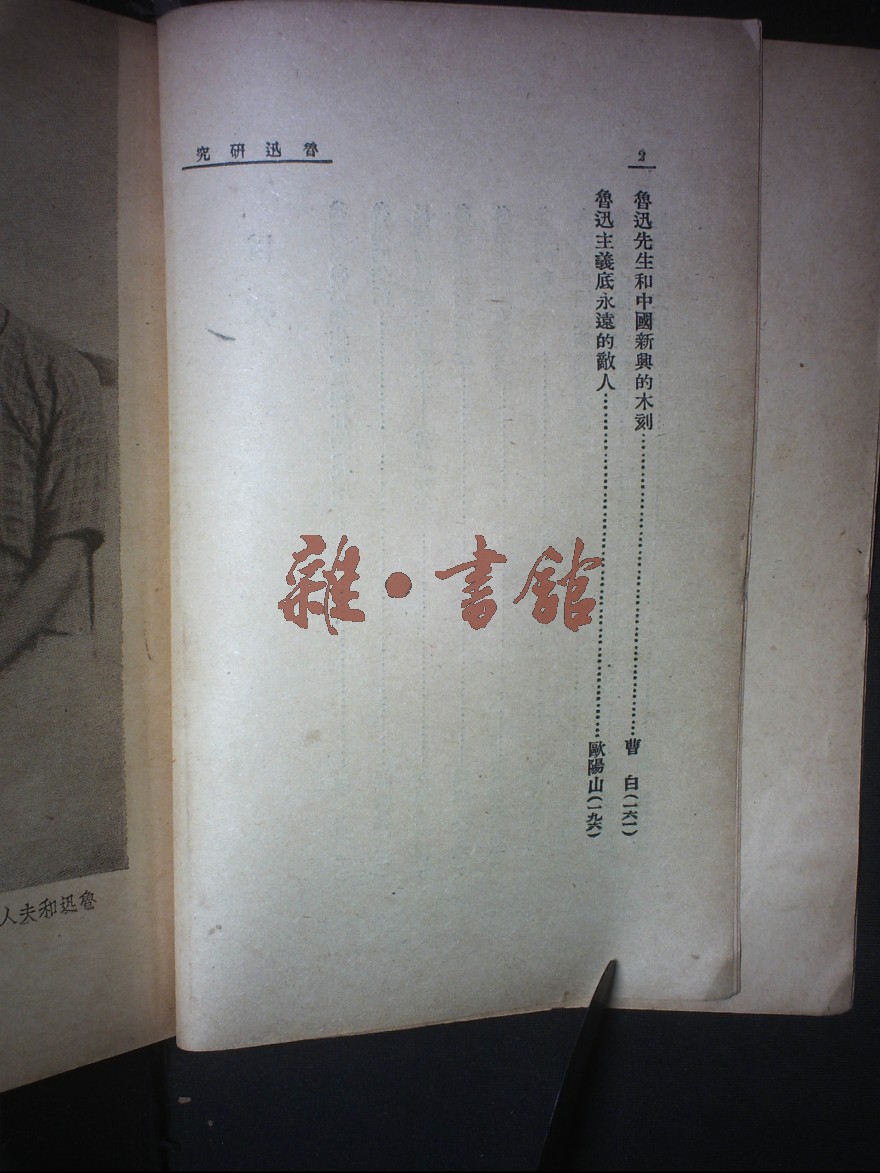 魯迅研究
2
魯迅先生和中國新興的木刻……………………………曹 白(一六一)
魯迅主義底永遠的敵人……………………………歐陽山(一九六)
雜·書館
魯迅和夫人